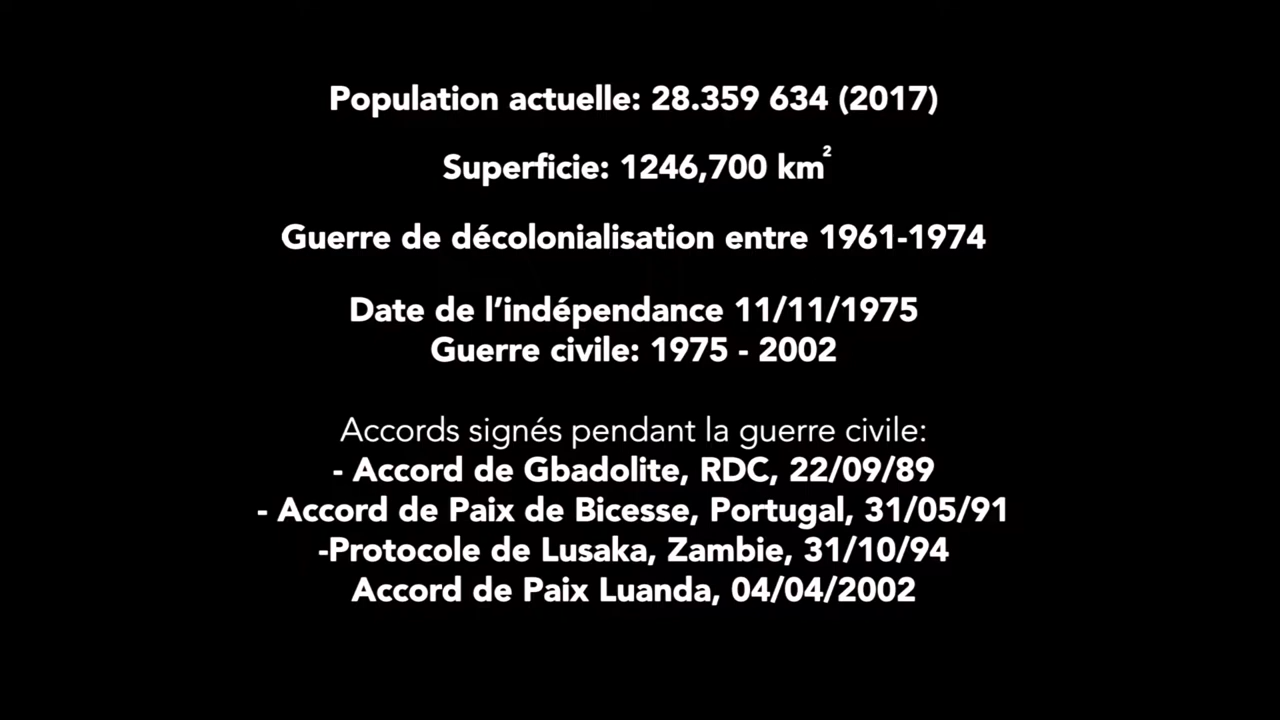 Population actuelle: 28.359 634 (2017)
Superficie: 1246,700 km²
Guerre de décolonialisation entre 1961-1974
Date de l’indépendance 11/11/1975
Guerre civile: 1975 - 2002
Accords signés pendant la guerre civile:
- Accord de Gbadolite, RDC, 22/09/89
- Accord de Paix de Bicesse, Portugal, 31/05/91
-Protocole de Lusaka, Zambie, 31/10/94
Accord de Paix Luanda, 04/04/2002